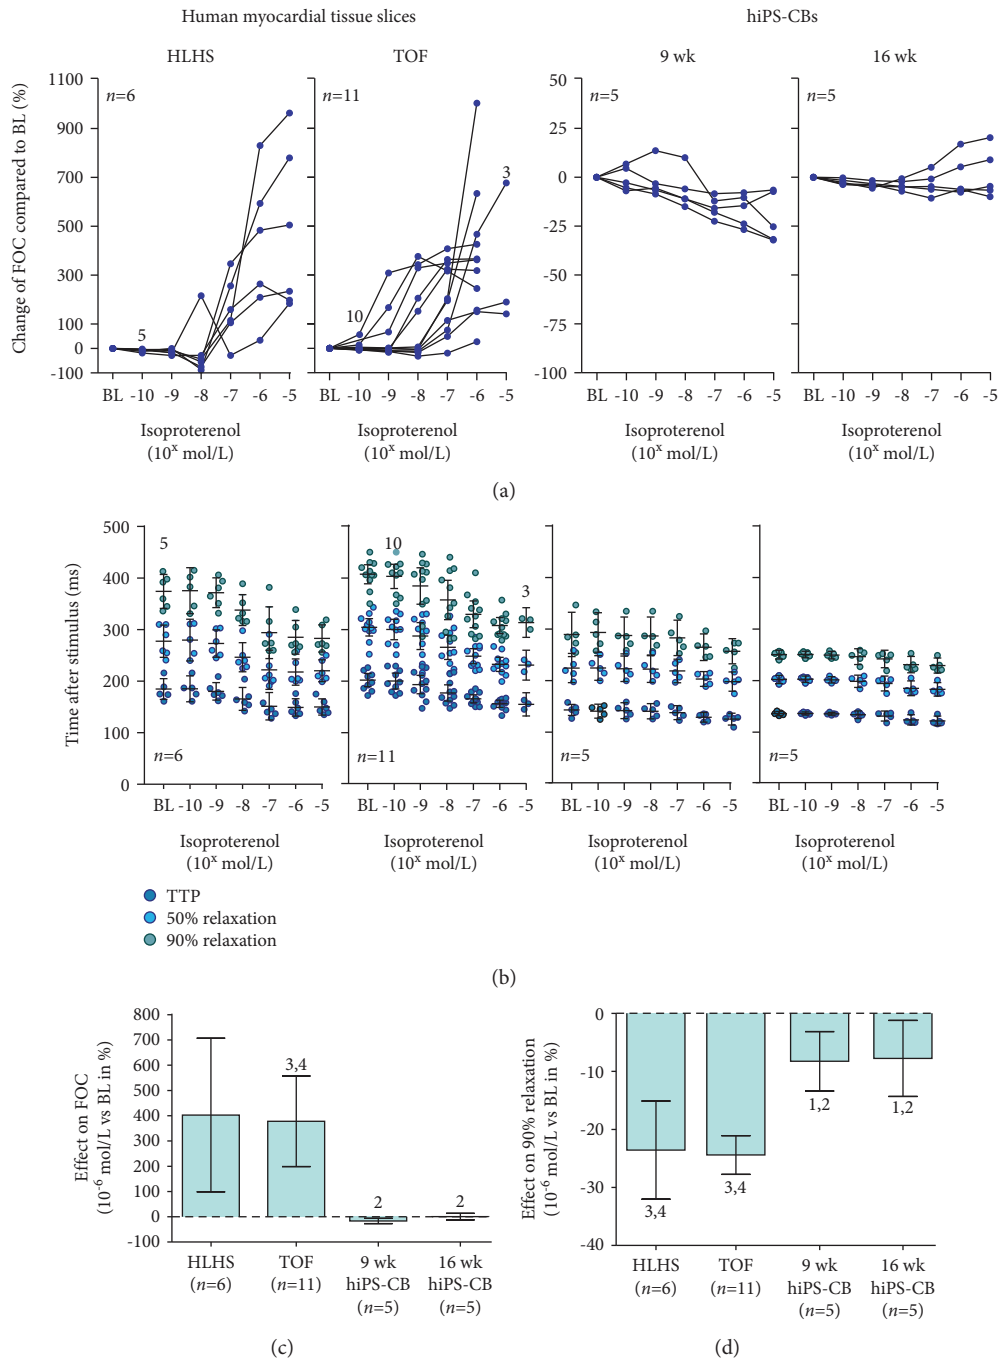 Human myocardial tissue slices
hiPS-CBs
HLHS
TOF
9 wk
16 wk
Change of FOC compared to BL (%)
1100
900
700
500
300
100
0
-100
n=6
5
n=11
10
3
50
25
0
-25
-50
-75
-100
n=5
n=5
BL -10 -9 -8 -7 -6 -5
BL -10 -9 -8 -7 -6 -5
BL -10 -9 -8 -7 -6 -5
BL -10 -9 -8 -7 -6 -5
Isoproterenol
(10ˣ mol/L)
Isoproterenol
(10ˣ mol/L)
Isoproterenol
(10ˣ mol/L)
Isoproterenol
(10ˣ mol/L)
(a)
Time after stimulus (ms)
500
400
300
200
100
0
5
n=6
10
3
n=11
n=5
n=5
BL -10 -9 -8 -7 -6 -5
BL -10 -9 -8 -7 -6 -5
BL -10 -9 -8 -7 -6 -5
BL -10 -9 -8 -7 -6 -5
Isoproterenol
(10ˣ mol/L)
Isoproterenol
(10ˣ mol/L)
Isoproterenol
(10ˣ mol/L)
Isoproterenol
(10ˣ mol/L)
TTP
50% relaxation
90% relaxation
(b)
Effect on FOC
(10⁻⁶ mol/L vs BL in %)
800
700
600
500
400
300
200
100
0
-100
3,4
2
2
HLHS
(n=6)
TOF
(n=11)
9 wk
hiPS-CB
(n=5)
16 wk
hiPS-CB
(n=5)
(c)
Effect on 90% relaxation
(10⁻⁶ mol/L vs BL in %)
0
-10
-20
-30
-40
3,4
3,4
1,2
1,2
HLHS
(n=6)
TOF
(n=11)
9 wk
hiPS-CB
(n=5)
16 wk
hiPS-CB
(n=5)
(d)